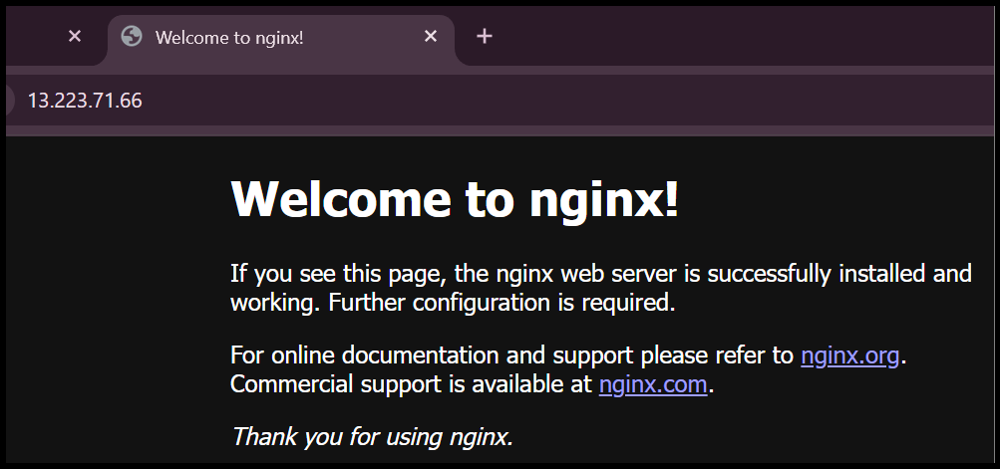 Welcome to nginx!
13.223.71.66
Welcome to nginx!
If you see this page, the nginx web server is successfully installed and
working. Further configuration is required.
For online documentation and support please refer to nginx.org.
Commercial support is available at nginx.com.
Thank you for using nginx.